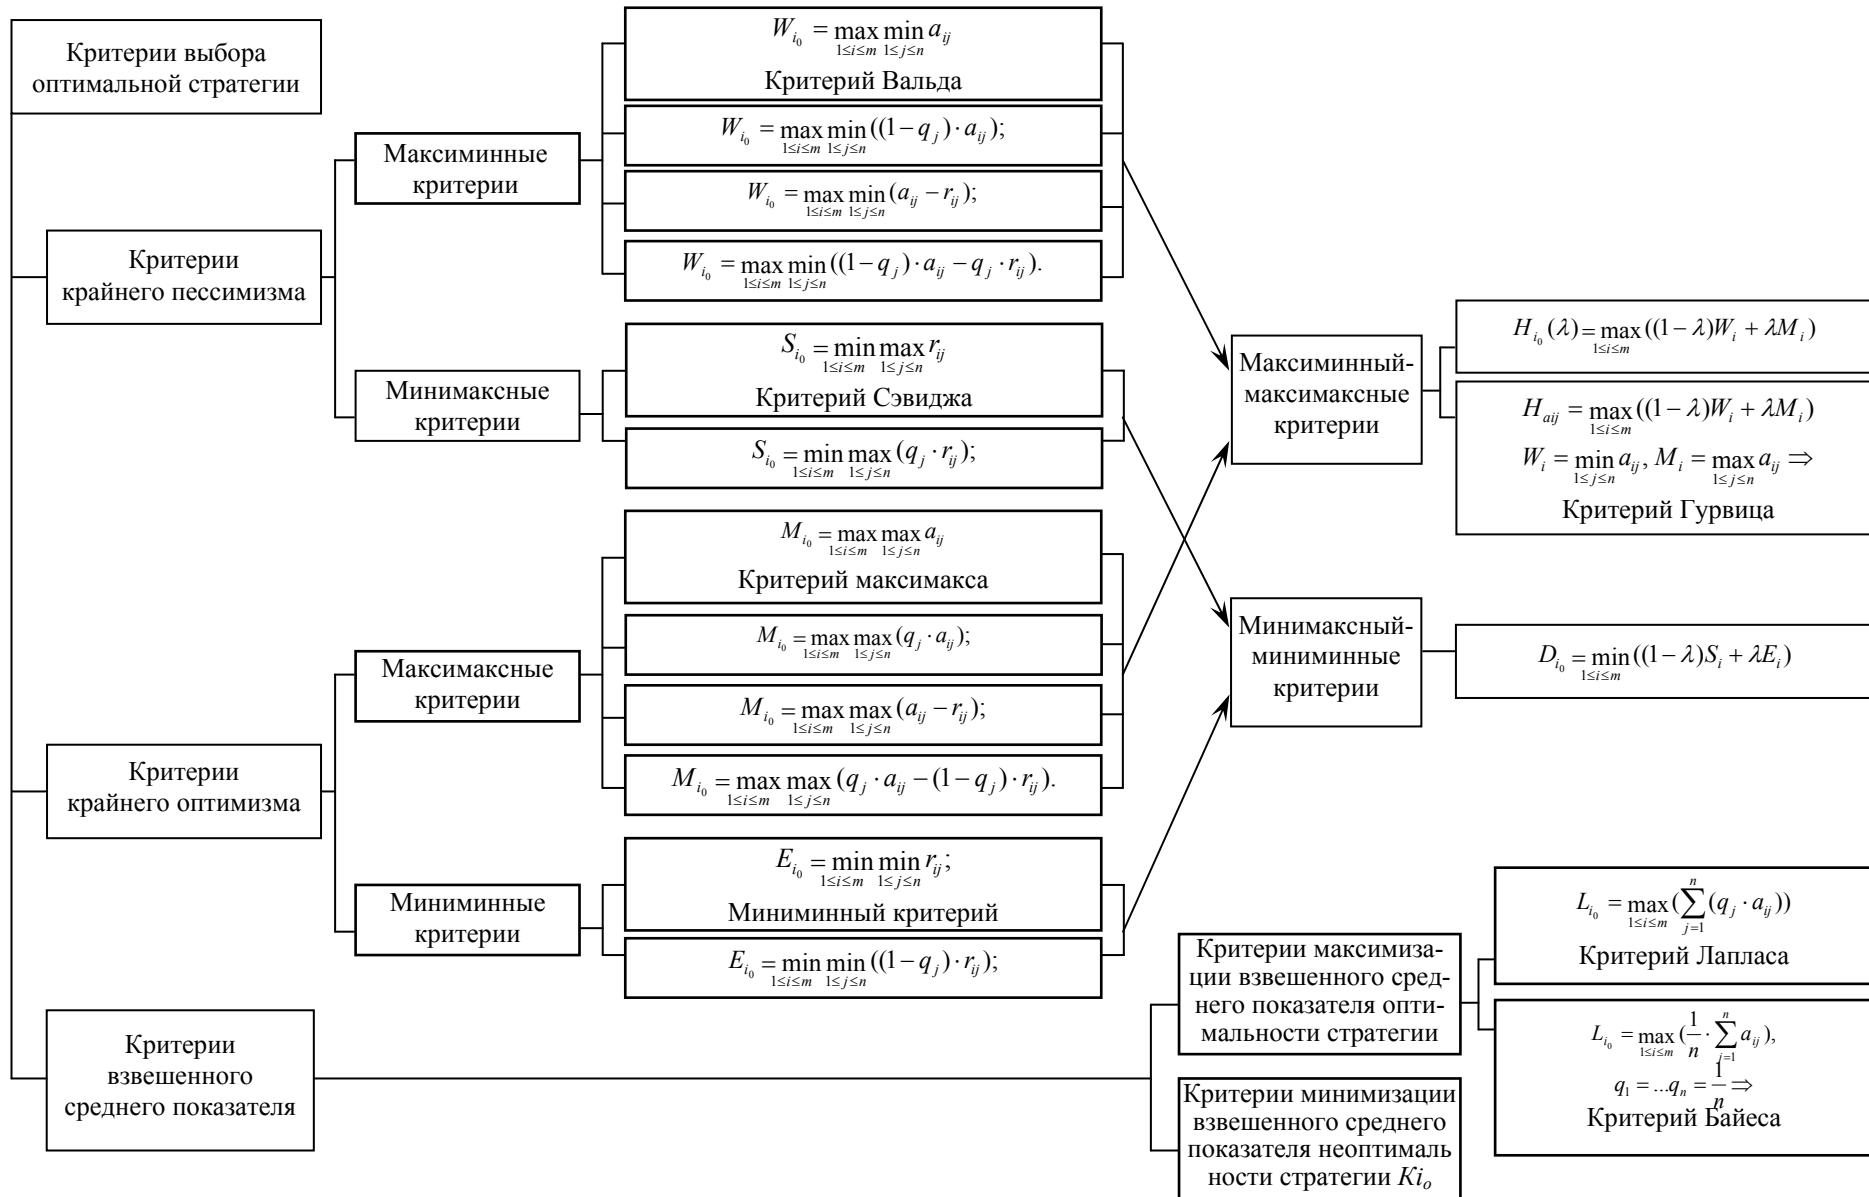 Критерии выбора
оптимальной стратегии
Критерии
крайнего пессимизма
Максиминные
критерии
W_{i_0} = max_{1≤i≤m} min_{1≤j≤n} a_{ij}
Критерий Вальда
W_{i_0} = max_{1≤i≤m} min_{1≤j≤n} ((1 − q_j) · a_{ij});
W_{i_0} = max_{1≤i≤m} min_{1≤j≤n} (a_{ij} − r_{ij});
W_{i_0} = max_{1≤i≤m} min_{1≤j≤n} ((1 − q_j) · a_{ij} − q_j · r_{ij}).
Минимаксные
критерии
S_{i_0} = min_{1≤i≤m} max_{1≤j≤n} r_{ij}
Критерий Сэвиджа
S_{i_0} = min_{1≤i≤m} max_{1≤j≤n} (q_j · r_{ij});
Критерии
крайнего оптимизма
Максимаксные
критерии
M_{i_0} = max_{1≤i≤m} max_{1≤j≤n} a_{ij}
Критерий максимакса
M_{i_0} = max_{1≤i≤m} max_{1≤j≤n} (q_j · a_{ij});
M_{i_0} = max_{1≤i≤m} max_{1≤j≤n} (a_{ij} − r_{ij});
M_{i_0} = max_{1≤i≤m} max_{1≤j≤n} (q_j · a_{ij} − (1 − q_j) · r_{ij}).
Миниминные
критерии
E_{i_0} = min_{1≤i≤m} min_{1≤j≤n} r_{ij};
Миниминный критерий
E_{i_0} = min_{1≤i≤m} min_{1≤j≤n} ((1 − q_j) · r_{ij});
Максиминный-
максимаксные
критерии
H_{i_0}(λ) = max_{1≤i≤m} ((1 − λ)W_i + λM_i)
H_{aij} = max_{1≤i≤m} ((1 − λ)W_i + λM_i)
W_i = min_{1≤j≤n} a_{ij}, M_i = max_{1≤j≤n} a_{ij} ⇒
Критерий Гурвица
Минимаксный-
миниминные
критерии
D_{i_0} = min_{1≤i≤m} ((1 − λ)S_i + λE_i)
Критерии
взвешенного
среднего показателя
Критерии максимиза-
ции взвешенного сред-
него показателя опти-
мальности стратегии
L_{i_0} = max_{1≤i≤m} (∑_{j=1}^{n} (q_j · a_{ij}))
Критерий Лапласа
L_{i_0} = max_{1≤i≤m} (1/n · ∑_{j=1}^{n} a_{ij}),
q_1 = ...q_n = 1/n ⇒
Критерий Байеса
Критерии минимизации
взвешенного среднего
показателя неоптималь
ности стратегии Ki_o